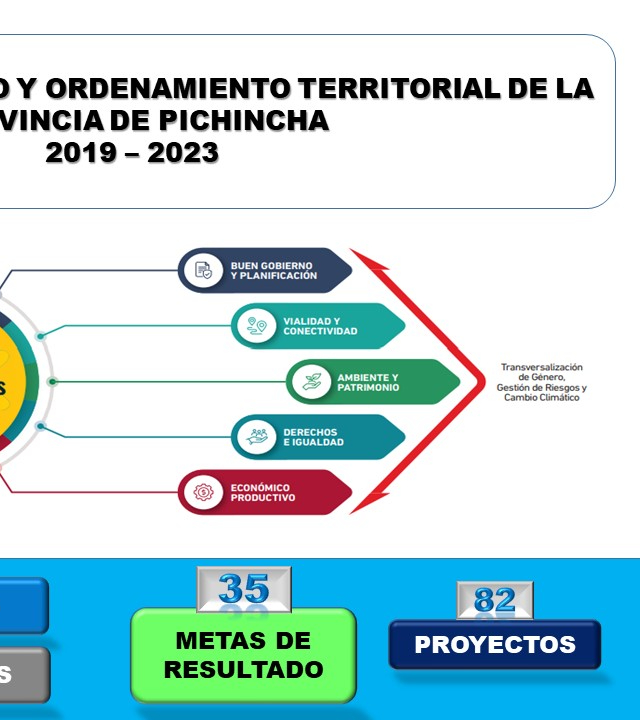 O Y ORDENAMIENTO TERRITORIAL DE LA
VINCIA DE PICHINCHA
2019 – 2023
BUEN GOBIERNO
Y PLANIFICACIÓN
VIALIDAD Y
CONECTIVIDAD
AMBIENTE Y
PATRIMONIO
DERECHOS
E IGUALDAD
ECONÓMICO
PRODUCTIVO
Transversalización
de Género,
Gestión de Riesgos y
Cambio Climático
S
35
METAS DE
RESULTADO
82
PROYECTOS
S